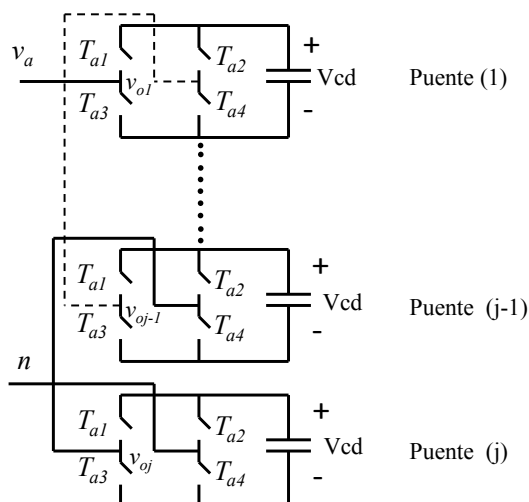 v_a
T_a1
T_a2
v_o1
T_a3
T_a4
+
Vcd
-
Puente (1)
T_a1
T_a2
v_oj-1
T_a3
T_a4
+
-
Puente (j-1)
n
T_a1
T_a2
v_oj
T_a3
T_a4
+
Vcd
-
Puente (j)